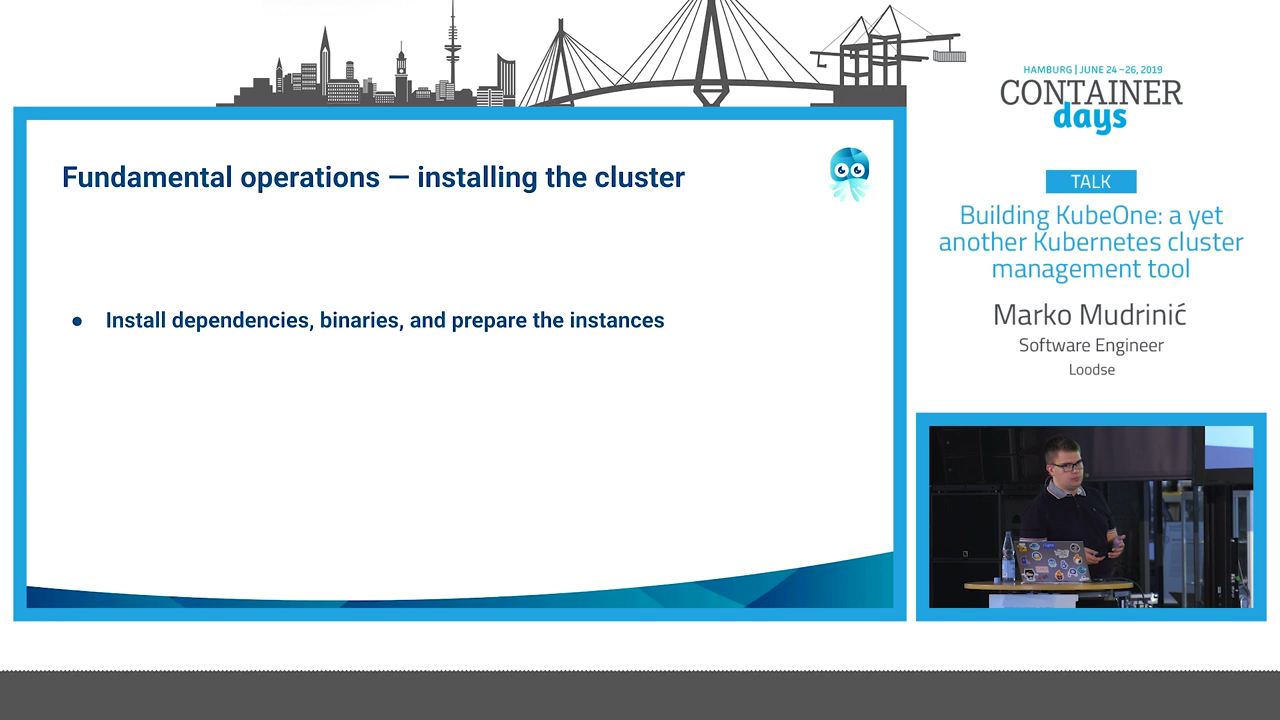 HAMBURG | JUNE 24 – 26, 2019
CONTAINER
days
TALK
Building KubeOne: a yet
another Kubernetes cluster
management tool
Marko Mudrinić
Software Engineer
Loodse
Fundamental operations — installing the cluster
● Install dependencies, binaries, and prepare the instances